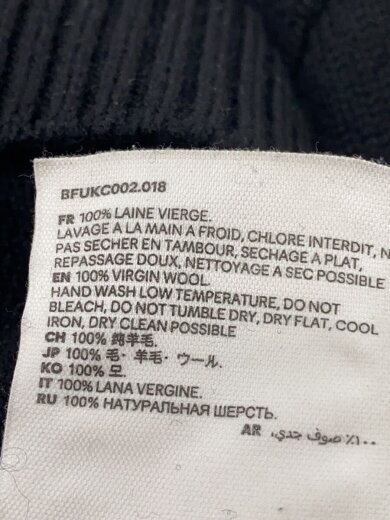 BFUKC002.018
FR 100% LAINE VIERGE.
LAVAGE A LA MAIN A FROID, CHLORE INTERDIT, N
PAS SECHER EN TAMBOUR, SECHAGE A PLAT,
REPASSAGE DOUX, NETTOYAGE A SEC POSSIBLE
EN 100% VIRGIN WOOL.
HAND WASH LOW TEMPERATURE, DO NOT
BLEACH, DO NOT TUMBLE DRY, DRY FLAT, COOL
IRON, DRY CLEAN POSSIBLE
CH 100% 純羊毛.
JP 100% 毛・羊毛・ウール.
KO 100% 모.
IT 100% LANA VERGINE.
RU 100% НАТУРАЛЬНАЯ ШЕРСТЬ.
AR ١٠٠٪ صوف جدي.